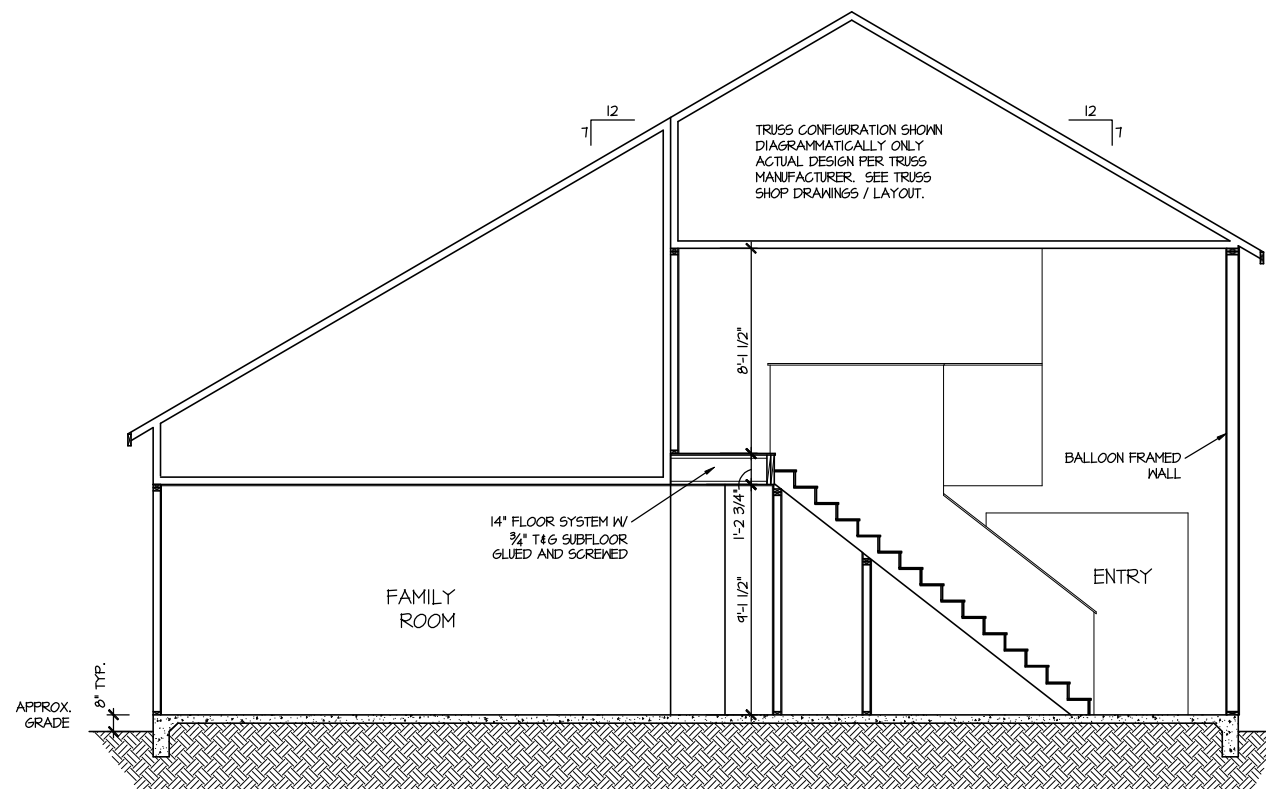 12
7
12
7
TRUSS CONFIGURATION SHOWN
DIAGRAMMATICALLY ONLY
ACTUAL DESIGN PER TRUSS
MANUFACTURER. SEE TRUSS
SHOP DRAWINGS / LAYOUT.
8'-1 1/2"
BALLOON FRAMED
WALL
14" FLOOR SYSTEM W/
3/4" T&G SUBFLOOR
GLUED AND SCREWED
1'-2 3/4"
9'-1 1/2"
ENTRY
FAMILY
ROOM
8" TYP.
APPROX.
GRADE